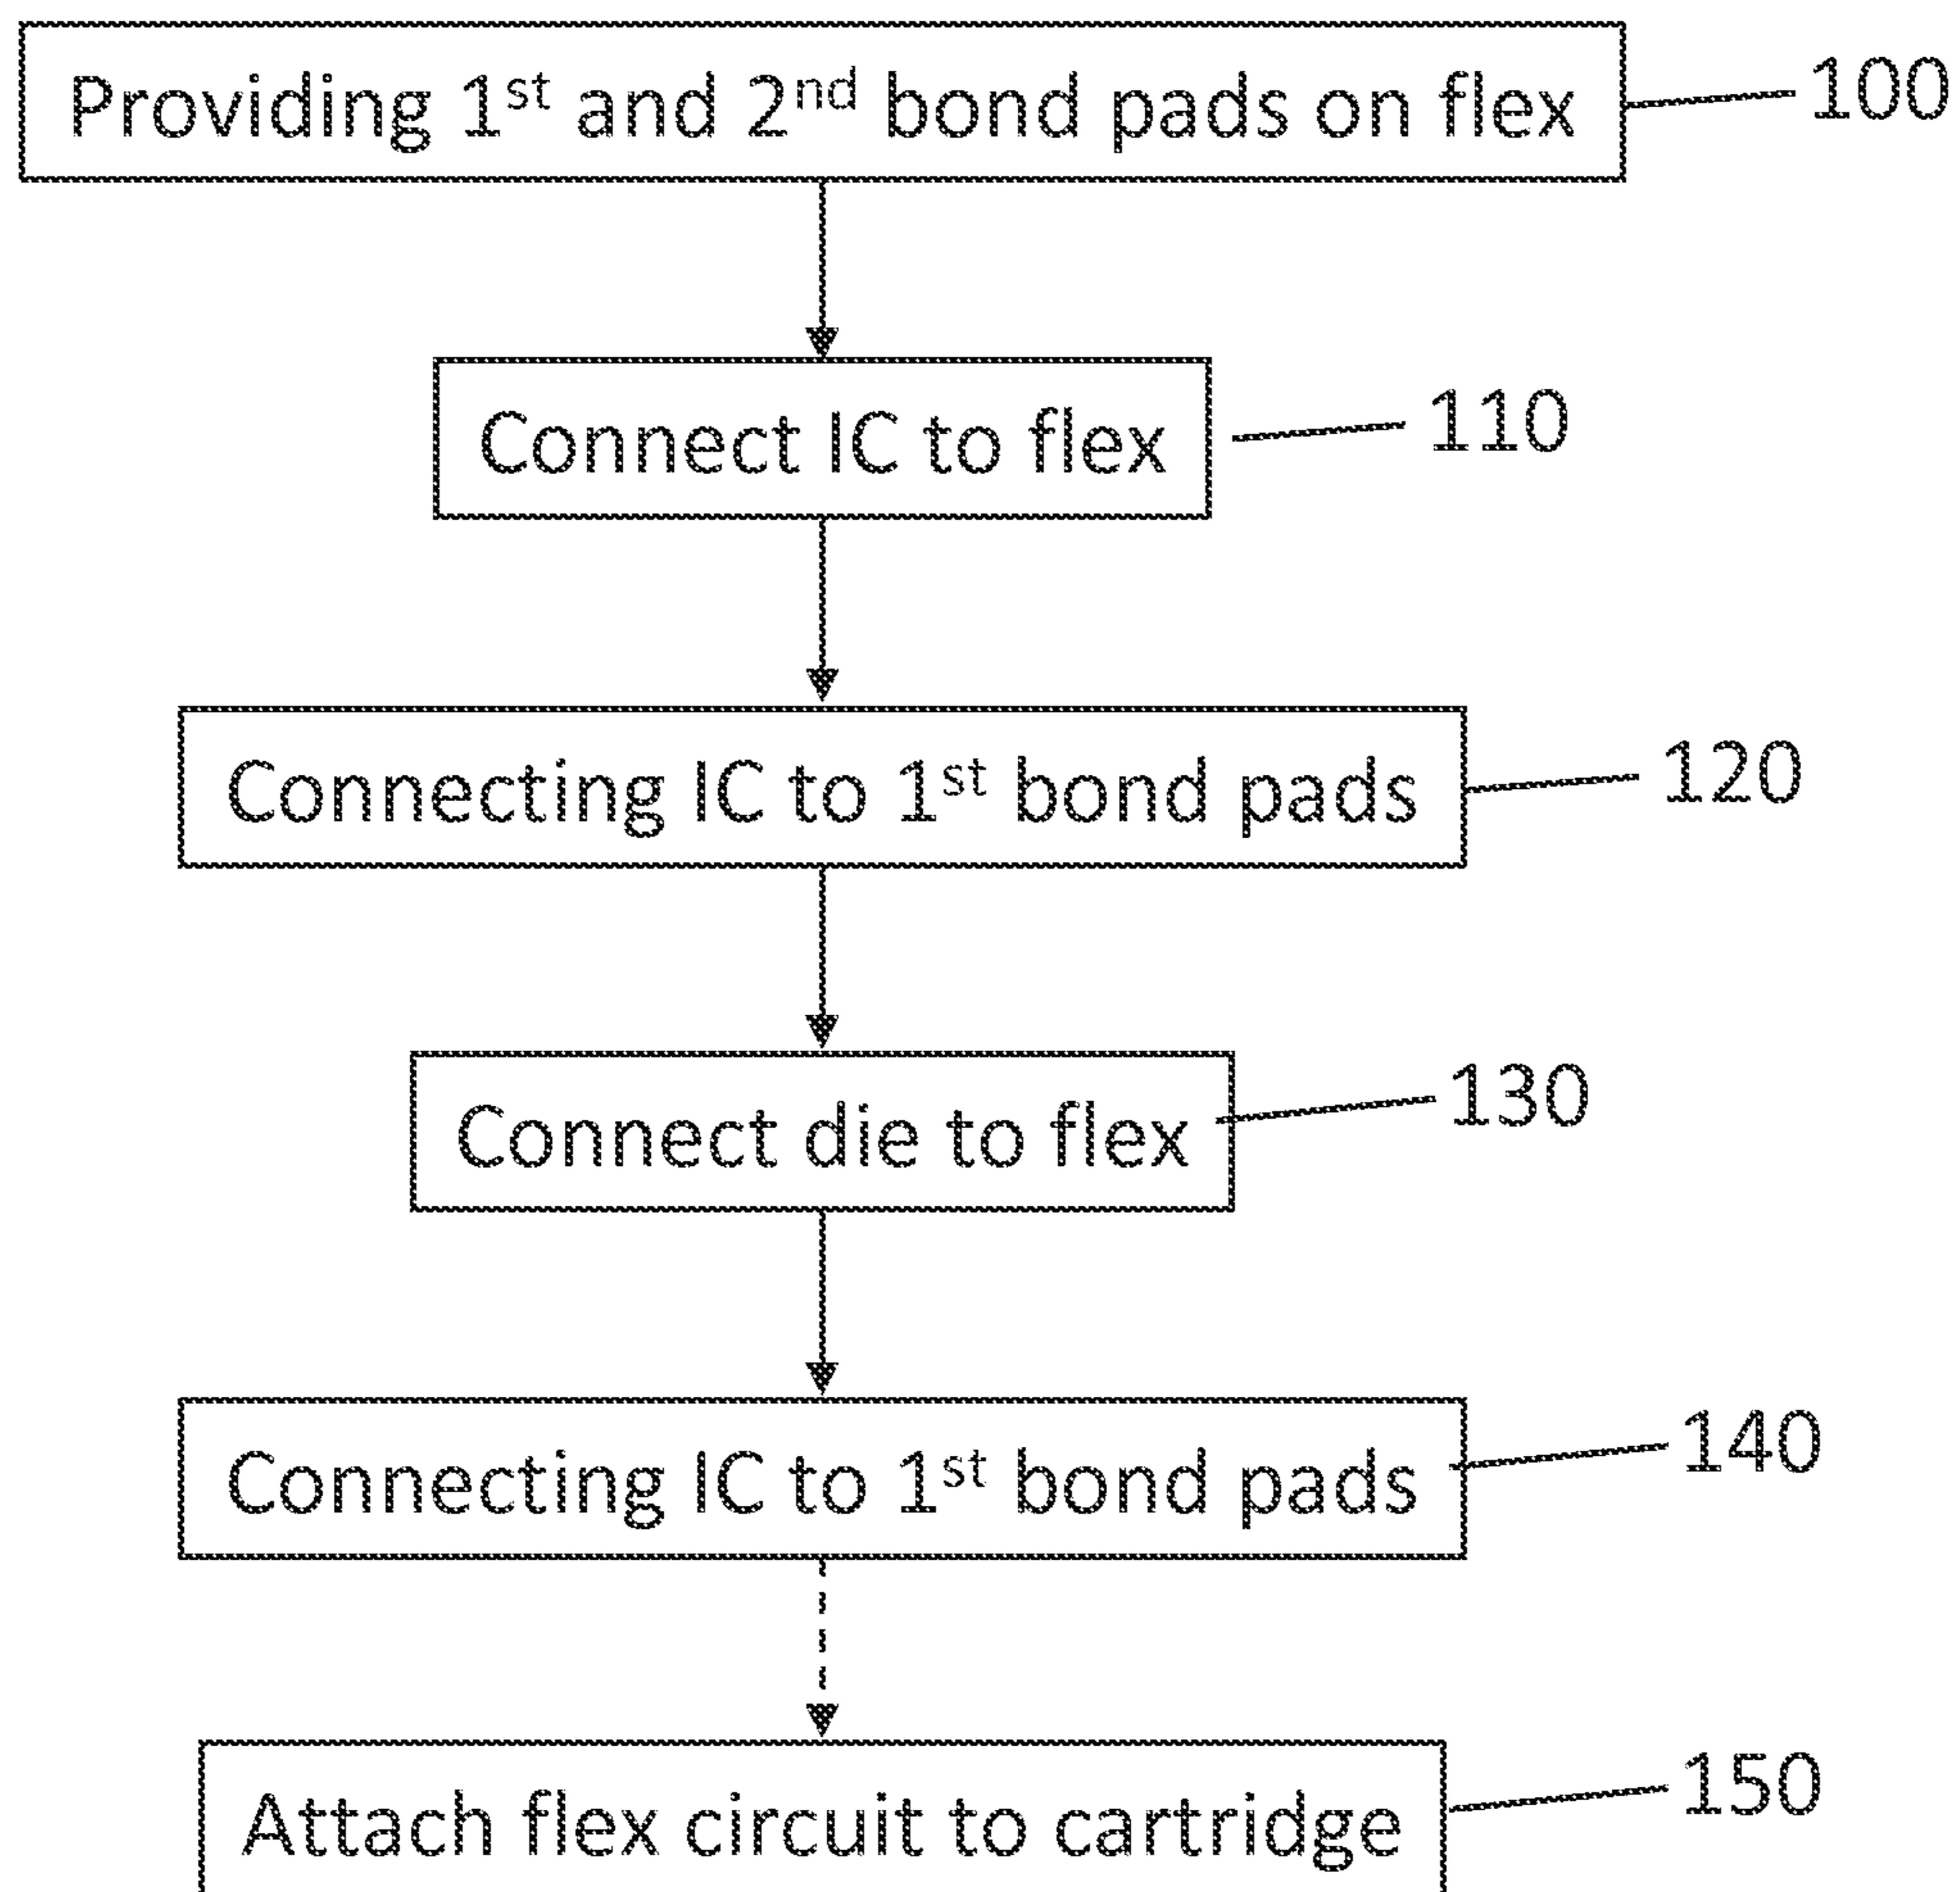 Providing 1st and 2nd bond pads on flex 100
Connect IC to flex 110
Connecting IC to 1st bond pads 120
Connect die to flex 130
Connecting IC to 1st bond pads 140
Attach flex circuit to cartridge 150